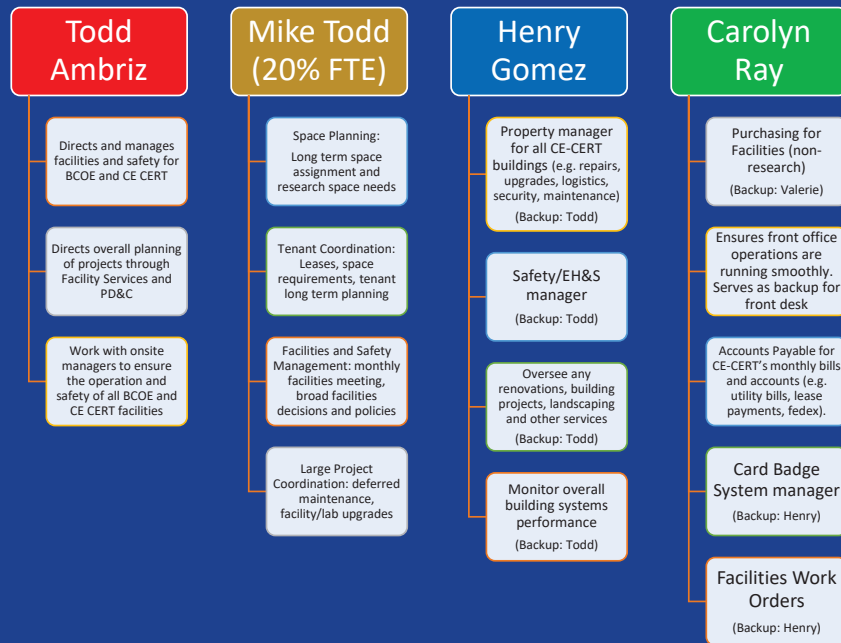 Todd
Ambriz
Directs and manages
facilities and safety for
BCOE and CE CERT
Directs overall planning
of projects through
Facility Services and
PD&C
Work with onsite
managers to ensure
the operation and
safety of all BCOE and
CE CERT facilities
Mike Todd
(20% FTE)
Space Planning:
Long term space
assignment and
research space needs
Tenant Coordination:
Leases, space
requirements, tenant
long term planning
Facilities and Safety
Management: monthly
facilities meeting,
broad facilities
decisions and policies
Large Project
Coordination: deferred
maintenance,
facility/lab upgrades
Henry
Gomez
Property manager
for all CE-CERT
buildings (e.g. repairs,
upgrades, logistics,
security, maintenance)
(Backup: Todd)
Safety/EH&S
manager
(Backup: Todd)
Oversee any
renovations, building
projects, landscaping
and other services
(Backup: Todd)
Monitor overall
building systems
performance
(Backup: Todd)
Carolyn
Ray
Purchasing for
Facilities (non-
research)
(Backup: Valerie)
Ensures front office
operations are
running smoothly.
Serves as backup for
front desk
Accounts Payable for
CE-CERT's monthly bills
and accounts (e.g.
utility bills, lease
payments, fedex).
Card Badge
System manager
(Backup: Henry)
Facilities Work
Orders
(Backup: Henry)